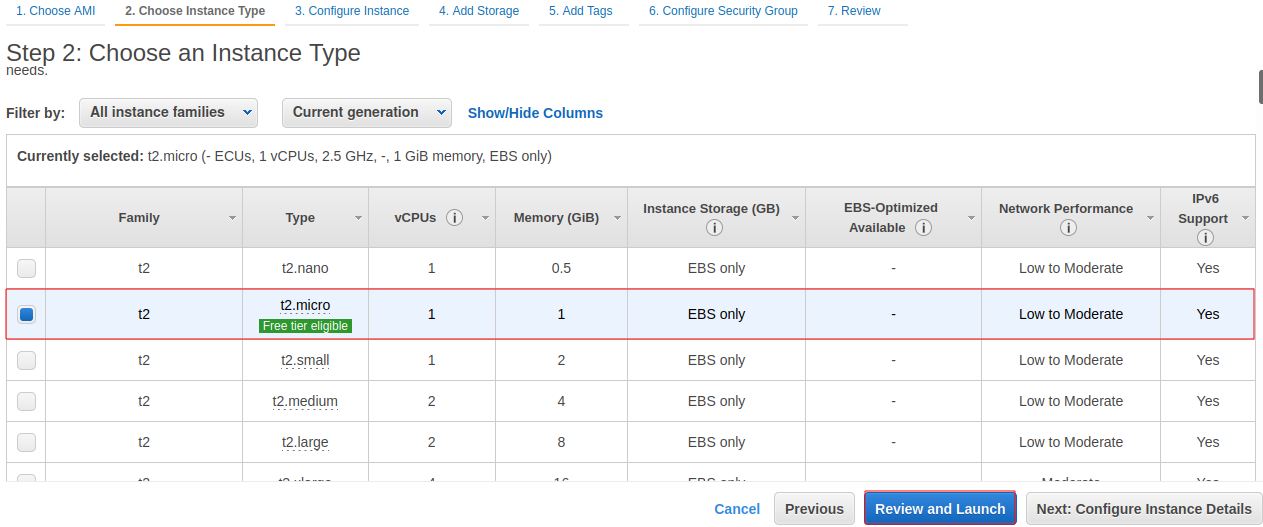 1. Choose AMI 2. Choose Instance Type 3. Configure Instance 4. Add Storage 5. Add Tags 6. Configure Security Group 7. Review
Step 2: Choose an Instance Type
needs.
Filter by: All instance families Current generation Show/Hide Columns
Currently selected: t2.micro (- ECUs, 1 vCPUs, 2.5 GHz, -, 1 GiB memory, EBS only)
Family Type vCPUs i Memory (GiB) Instance Storage (GB) i EBS-Optimized Available i Network Performance i IPv6 Support i
t2 t2.nano 1 0.5 EBS only - Low to Moderate Yes
t2 t2.micro 1 1 EBS only - Low to Moderate Yes
Free tier eligible
t2 t2.small 1 2 EBS only - Low to Moderate Yes
t2 t2.medium 2 4 EBS only - Low to Moderate Yes
t2 t2.large 2 8 EBS only - Low to Moderate Yes
Cancel Previous Review and Launch Next: Configure Instance Details